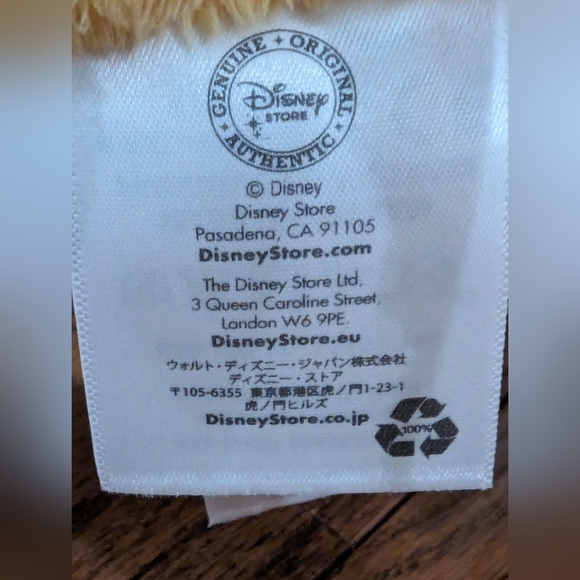 GENUINE ✦ ORIGINAL ✦ AUTHENTIC ✦
Disney
STORE
© Disney
Disney Store
Pasadena, CA 91105
DisneyStore.com
The Disney Store Ltd,
3 Queen Caroline Street,
London W6 9PE.
DisneyStore.eu
ウォルト・ディズニー・ジャパン株式会社
ディズニー・ストア
〒105-6355 東京都港区虎ノ門1-23-1
虎ノ門ヒルズ
DisneyStore.co.jp
100%